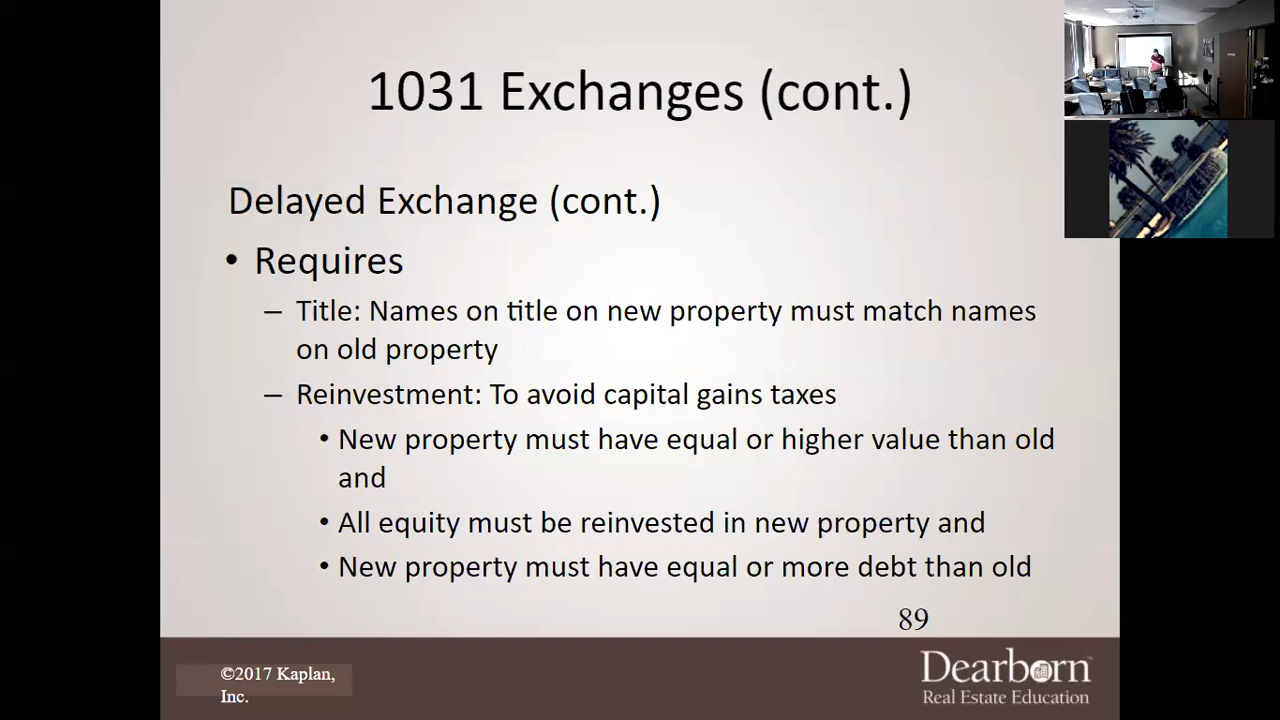 1031 Exchanges (cont.)
Delayed Exchange (cont.)
• Requires
– Title: Names on title on new property must match names
on old property
– Reinvestment: To avoid capital gains taxes
• New property must have equal or higher value than old
and
• All equity must be reinvested in new property and
• New property must have equal or more debt than old
89
©2017 Kaplan,
Inc.
Dearborn
Real Estate Education